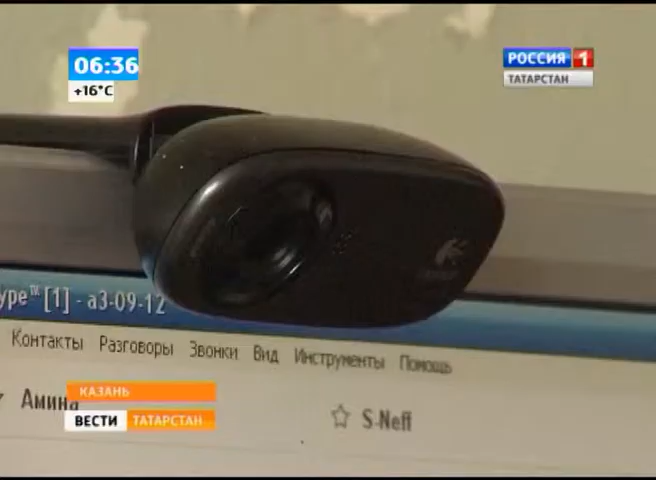 06:36
+16°C
РОССИЯ 1
ТАТАРСТАН
ype™ [1] - a3-09-12
Контакты Разговоры Звонки Вид Инструменты Помощь
Амина
S-Neff
КАЗАНЬ
ВЕСТИ ТАТАРСТАН